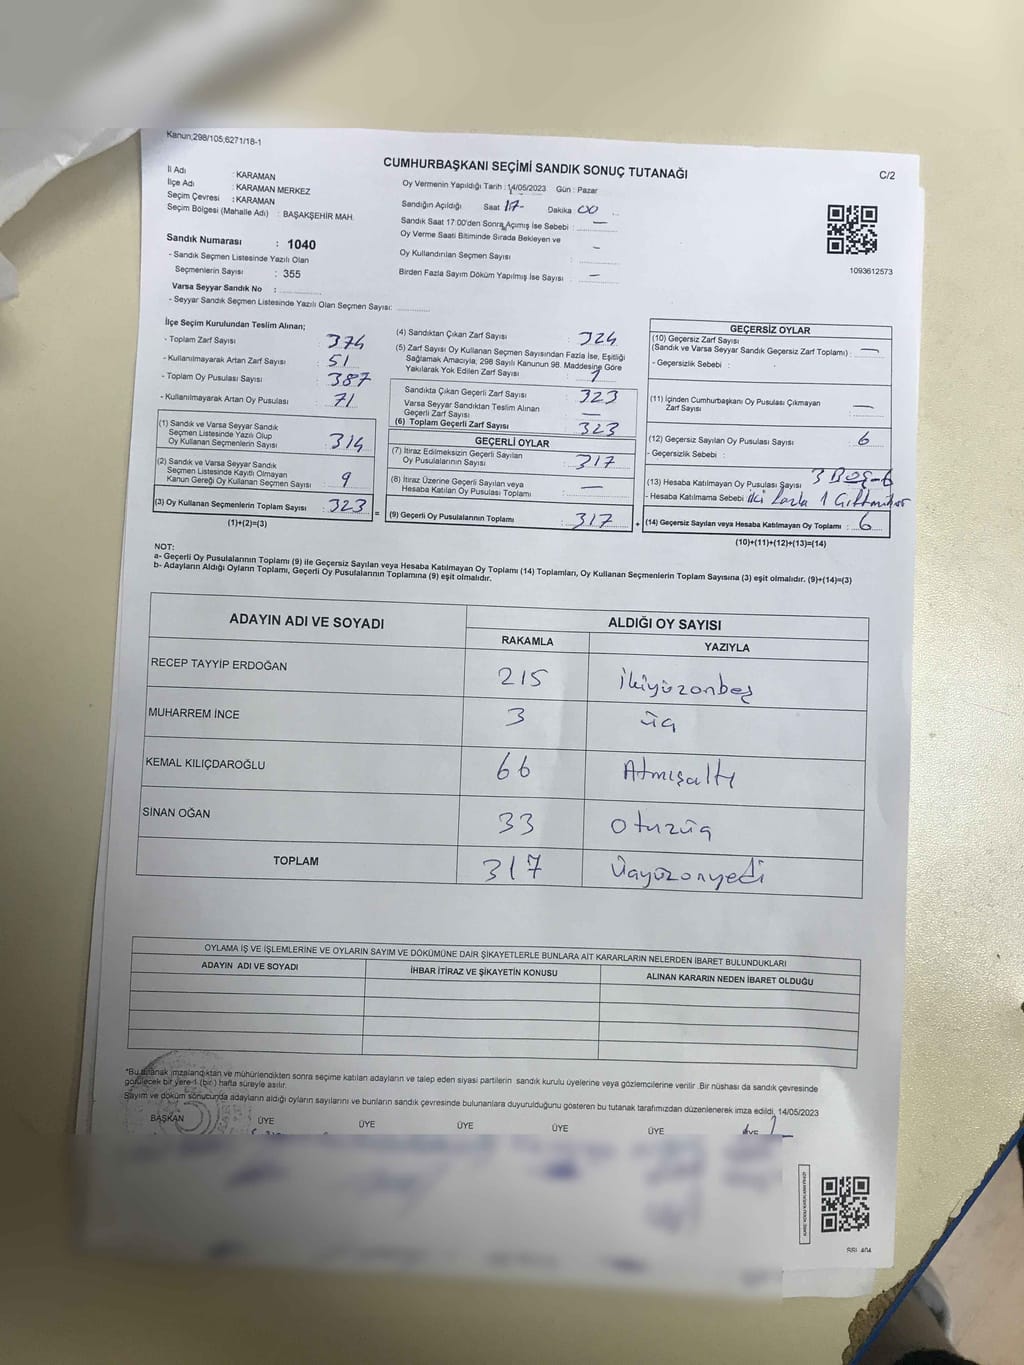 Kanun,298/105,6271/18-1
CUMHURBAŞKANI SEÇİMİ SANDIK SONUÇ TUTANAĞI
C/2
İl Adı : KARAMAN
İlçe Adı : KARAMAN MERKEZ
Seçim Çevresi : KARAMAN
Seçim Bölgesi (Mahalle Adı) : BAŞAKŞEHİR MAH.
Sandık Numarası : 1040
- Sandık Seçmen Listesinde Yazılı Olan
Seçmenlerin Sayısı : 355
Varsa Seyyar Sandık No :
- Seyyar Sandık Seçmen Listesinde Yazılı Olan Seçmen Sayısı:
Oy Vermenin Yapıldığı Tarih : 14/05/2023 Gün : Pazar
Sandığın Açıldığı Saat 17- Dakika 00
Sandık Saat 17:00'den Sonra Açımış İse Sebebi : —
Oy Verme Saati Bitiminde Sırada Bekleyen ve
Oy Kullandırılan Seçmen Sayısı : –
Birden Fazla Sayım Döküm Yapılmış İse Sayısı : –
1093612573
İlçe Seçim Kurulundan Teslim Alınan;
- Toplam Zarf Sayısı : 374
- Kullanılmayarak Artan Zarf Sayısı : 51
- Toplam Oy Pusulası Sayısı : 387
- Kullanılmayarak Artan Oy Pusulası : 71
(1) Sandık ve Varsa Seyyar Sandık
Seçmen Listesinde Yazılı Olup
Oy Kullanan Seçmenlerin Sayısı : 314
(2) Sandık ve Varsa Seyyar Sandık
Seçmen Listesinde Kayıtlı Olmayan
Kanun Gereği Oy Kullanan Seçmen Sayısı : 9
(3) Oy Kullanan Seçmenlerin Toplam Sayısı : 323
(1)+(2)=(3)
(4) Sandıktan Çıkan Zarf Sayısı : 324
(5) Zarf Sayısı Oy Kullanan Seçmen Sayısından Fazla İse, Eşitliği
Sağlamak Amacıyla, 298 Sayılı Kanunun 98. Maddesine Göre
Yakılarak Yok Edilen Zarf Sayısı : 1
Sandıkta Çıkan Geçerli Zarf Sayısı : 323
Varsa Seyyar Sandıktan Teslim Alınan
Geçerli Zarf Sayısı : —
(6) Toplam Geçerli Zarf Sayısı : 323
GEÇERLİ OYLAR
(7) İtiraz Edilmeksizin Geçerli Sayılan
Oy Pusulalarının Sayısı : 317
(8) İtiraz Üzerine Geçerli Sayılan veya
Hesaba Katılan Oy Pusulası Toplamı : —
(9) Geçerli Oy Pusulalarının Toplamı : 317
GEÇERSİZ OYLAR
(10) Geçersiz Zarf Sayısı
(Sandık ve Varsa Seyyar Sandık Geçersiz Zarf Toplamı) : —
- Geçersizlik Sebebi :
(11) İçinden Cumhurbaşkanı Oy Pusulası Çıkmayan
Zarf Sayısı : —
(12) Geçersiz Sayılan Oy Pusulası Sayısı : 6
- Geçersizlik Sebebi :
(13) Hesaba Katılmayan Oy Pusulası Sayısı 3 Boş-6
- Hesaba Katılmama Sebebi iki fazla 1
(14) Geçersiz Sayılan veya Hesaba Katılmayan Oy Toplamı : 6
(10)+(11)+(12)+(13)=(14)
NOT:
a- Geçerli Oy Pusulalarının Toplamı (9) ile Geçersiz Sayılan veya Hesaba Katılmayan Oy Toplamı (14) Toplamları, Oy Kullanan Seçmenlerin Toplam Sayısına (3) eşit olmalıdır. (9)+(14)=(3)
b- Adayların Aldığı Oyların Toplamı, Geçerli Oy Pusulalarının Toplamına (9) eşit olmalıdır.
ADAYIN ADI VE SOYADI
ALDIĞI OY SAYISI
RAKAMLA YAZIYLA
RECEP TAYYİP ERDOĞAN 215 ikiyüzonbeş
MUHARREM İNCE 3 üç
KEMAL KILIÇDAROĞLU 66 Atmışaltı
SİNAN OĞAN 33 otuzüç
TOPLAM 317 Üçyüzonyedi
OYLAMA İŞ VE İŞLEMLERİNE VE OYLARIN SAYIM VE DÖKÜMÜNE DAİR ŞİKAYETLERLE BUNLARA AİT KARARLARIN NELERDEN İBARET BULUNDUKLARI
ADAYIN ADI VE SOYADI İHBAR İTİRAZ VE ŞİKAYETİN KONUSU ALINAN KARARIN NEDEN İBARET OLDUĞU
*Bu tutanak imzalandıktan ve mühürlendikten sonra seçime katılan adayların ve talep eden siyasi partilerin sandık kurulu üyelerine veya gözlemcilerine verilir. Bir nüshası da sandık çevresinde
görülecek bir yere 1 (bir) hafta süreyle asılır.
Sayım ve döküm sonucunda adayların aldığı oyların sayılarını ve bunların sandık çevresinde bulunanlara duyurulduğunu gösteren bu tutanak tarafımızdan düzenlenerek imza edildi. 14/05/2023
BAŞKAN ÜYE ÜYE ÜYE ÜYE ÜYE